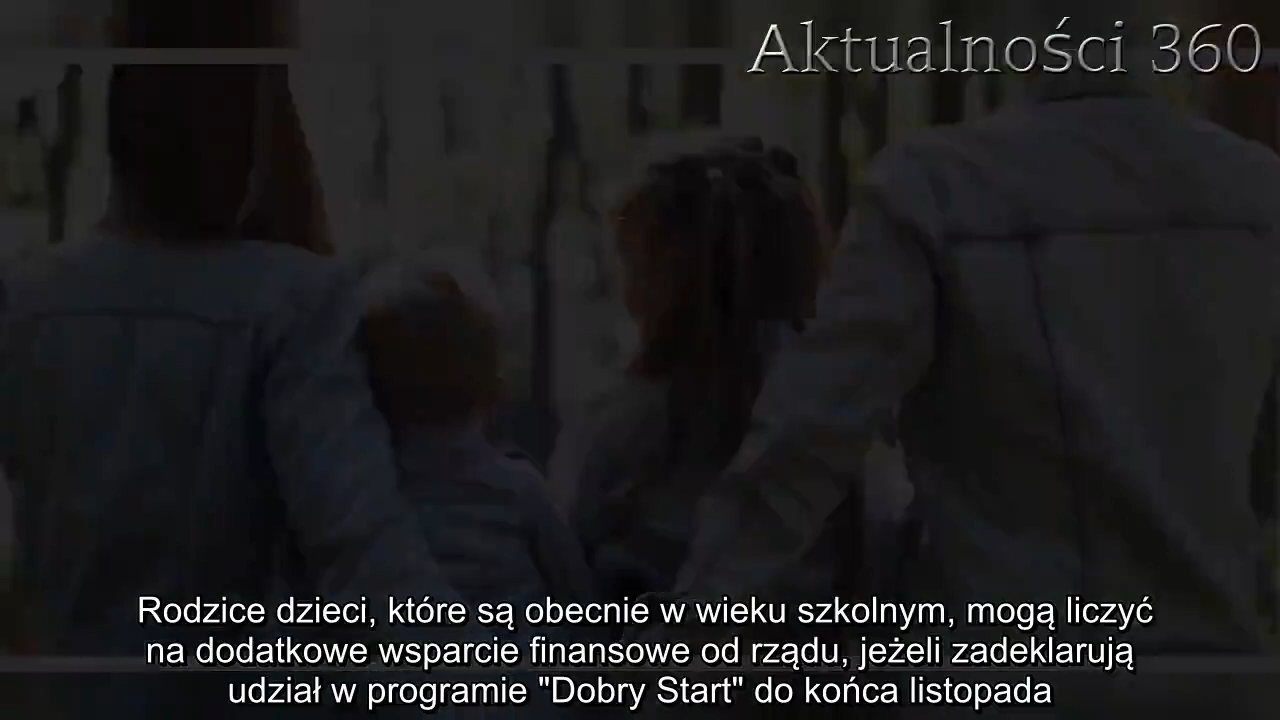 Aktualności 360
Rodzice dzieci, które są obecnie w wieku szkolnym, mogą liczyć
na dodatkowe wsparcie finansowe od rządu, jeżeli zadeklarują
udział w programie "Dobry Start" do końca listopada